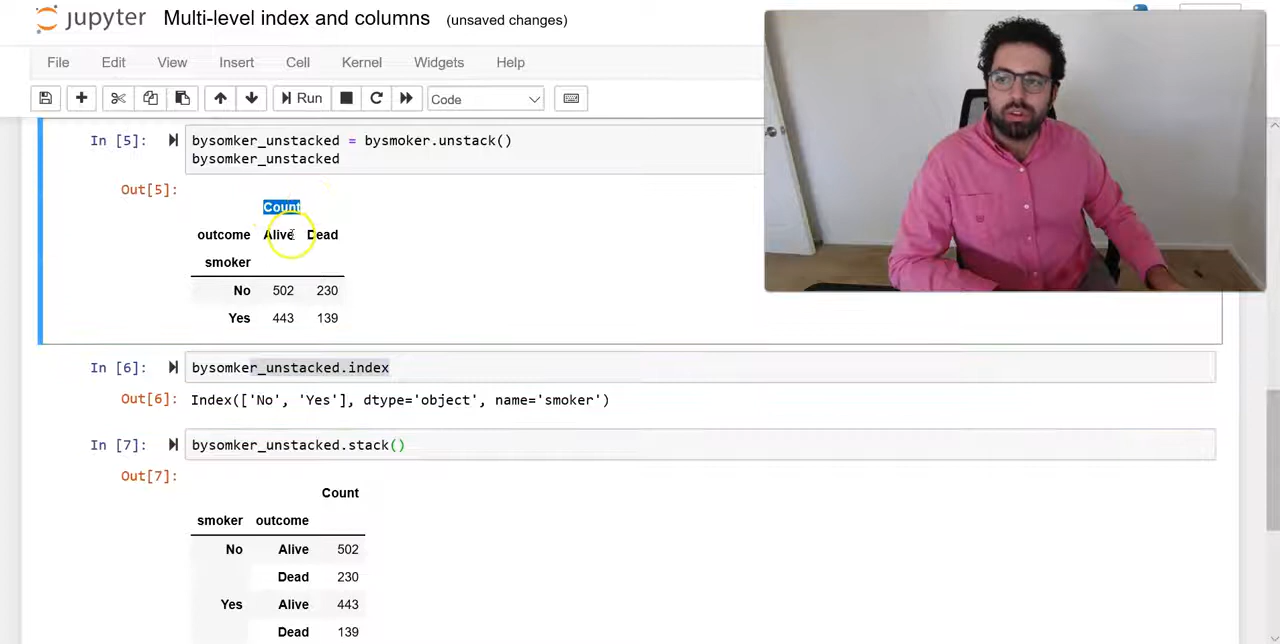 jupyter Multi-level index and columns (unsaved changes)
File Edit View Insert Cell Kernel Widgets Help
Run Code
In [5]: bysomker_unstacked = bysmoker.unstack()
bysomker_unstacked
Out[5]:
Count
outcome Alive Dead
smoker
No 502 230
Yes 443 139
In [6]: bysomker_unstacked.index
Out[6]: Index(['No', 'Yes'], dtype='object', name='smoker')
In [7]: bysomker_unstacked.stack()
Out[7]:
Count
smoker outcome
No Alive 502
Dead 230
Yes Alive 443
Dead 139